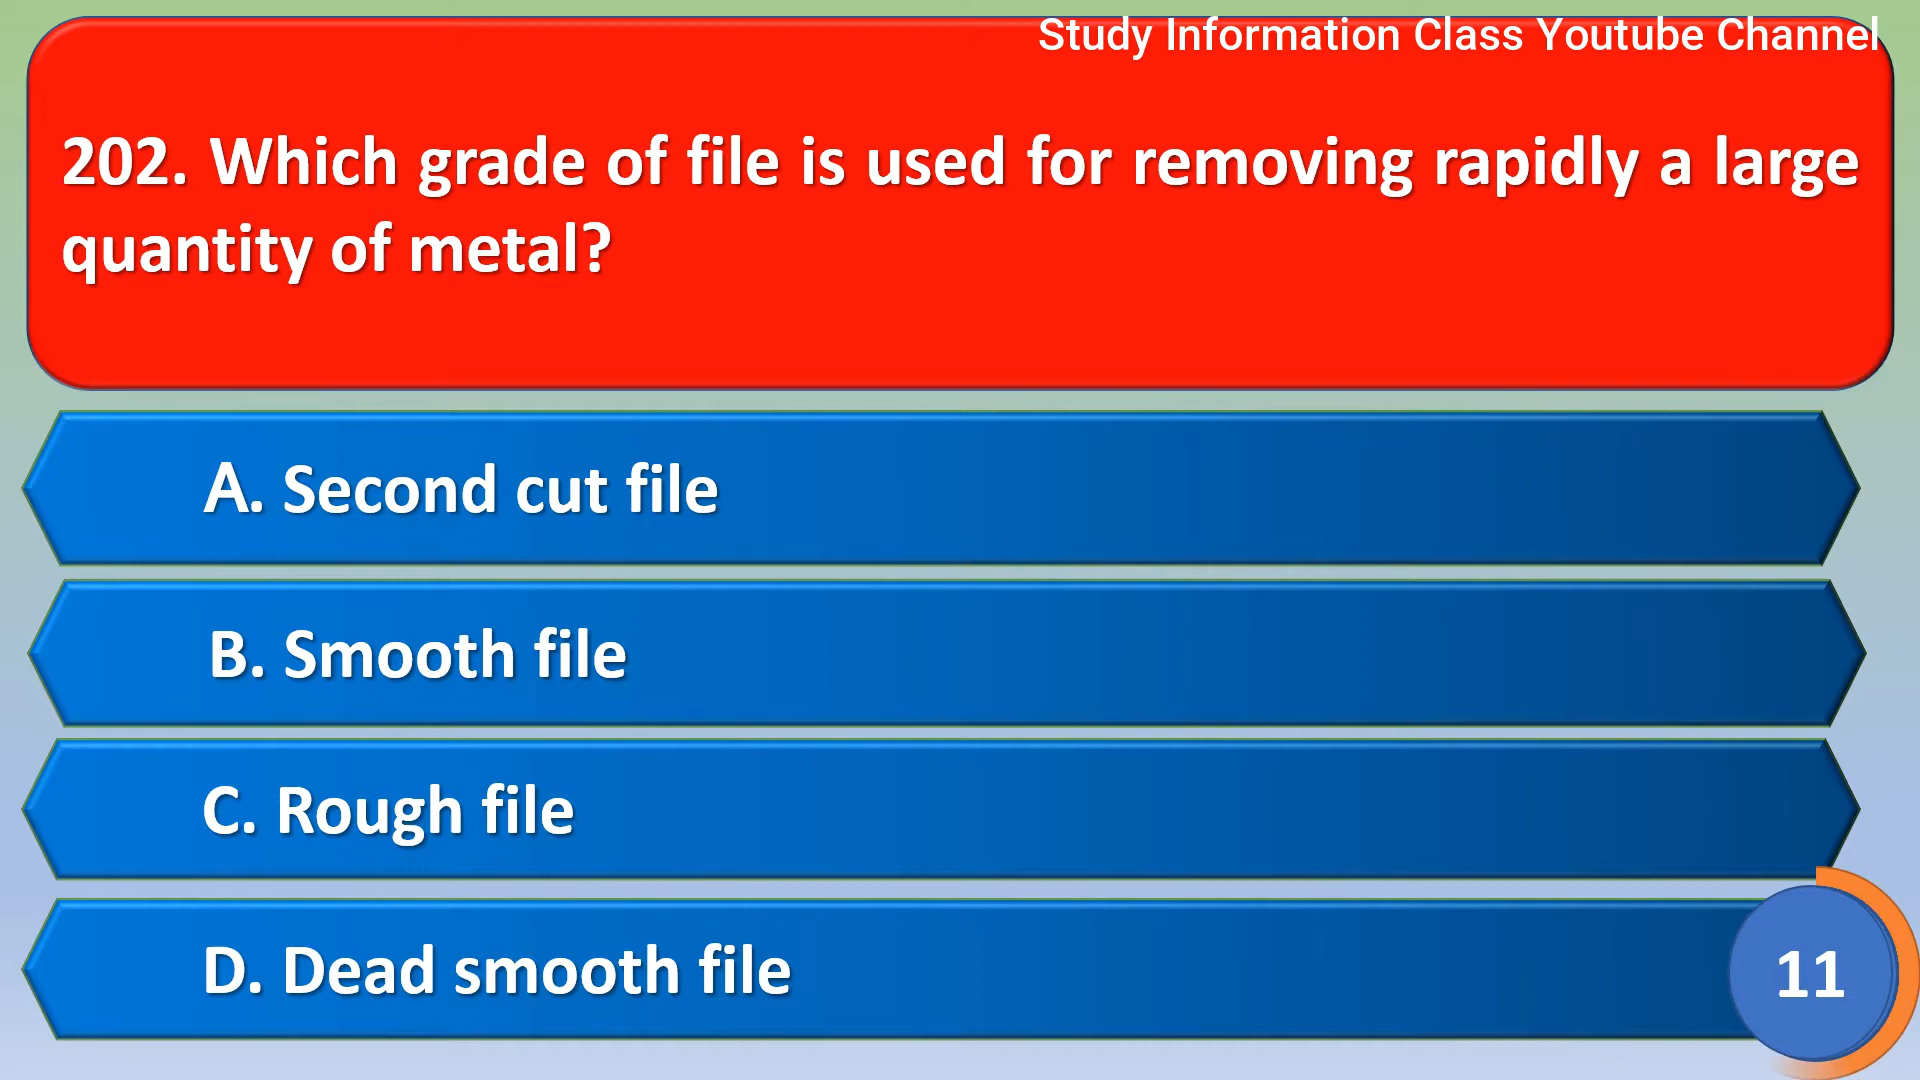 Study Information Class Youtube Channel
202. Which grade of file is used for removing rapidly a large
quantity of metal?
A. Second cut file
B. Smooth file
C. Rough file
D. Dead smooth file
11